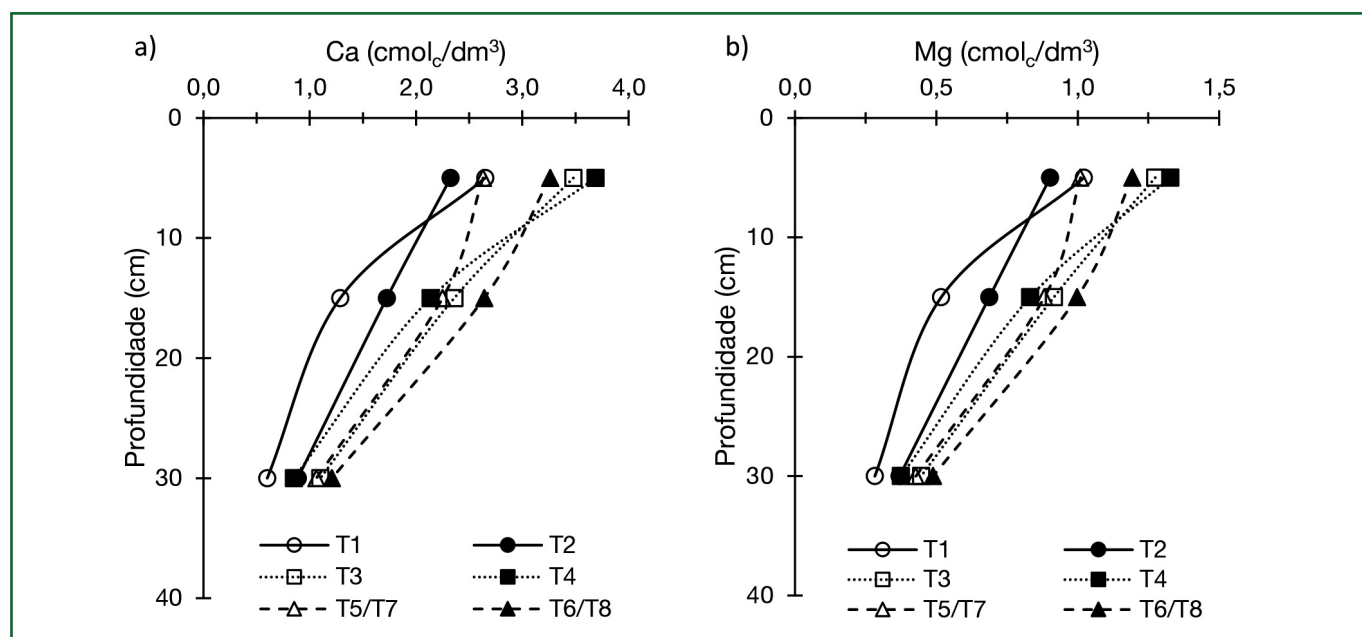 a) Ca (cmolc/dm³)
0,0 1,0 2,0 3,0 4,0
0
10
20
30
40
Profundidade (cm)
T1 T2
T3 T4
T5/T7 T6/T8
b) Mg (cmolc/dm³)
0,0 0,5 1,0 1,5
0
10
20
30
40
Profundidade (cm)
T1 T2
T3 T4
T5/T7 T6/T8